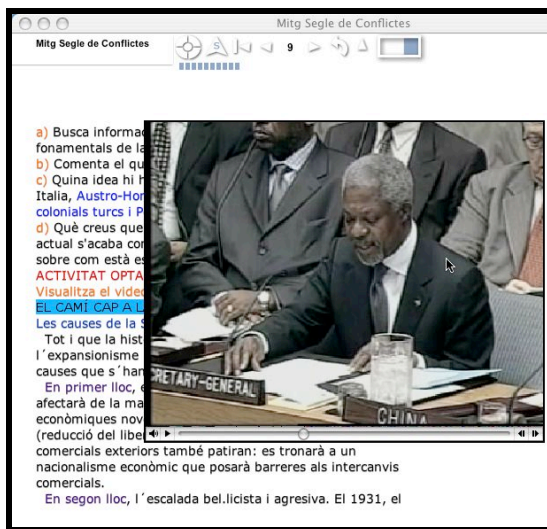 Mitg Segle de Conflictes
Mitg Segle de Conflictes
S
9
a) Busca informac
fonamentals de la
b) Comenta el qu
c) Quina idea hi h
Italia, Austro-Hon
colonials turcs i P
d) Què creus que
actual s'acaba con
sobre com està es
ACTIVITAT OPTA
Visualitza el video
EL CAMÍ CAP A LA
Les causes de la S
Tot i que la hist
l´expansionisme
causes que s´han
En primer lloc, e
afectarà de la ma
econòmiques nov
(reducció del libe
comercials exteriors també patiran: es tronarà a un
nacionalisme econòmic que posarà barreres als intercanvis
comercials.
En segon lloc, l´escalada bel.licista i agresiva. El 1931, el
RETARY-GENERAL
CHINA